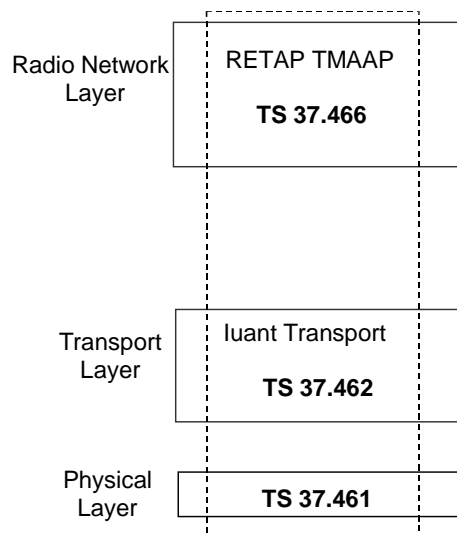 Radio Network
Layer
RETAP TMAAP
TS 37.466
Transport
Layer
Iuant Transport
TS 37.462
Physical
Layer
TS 37.461